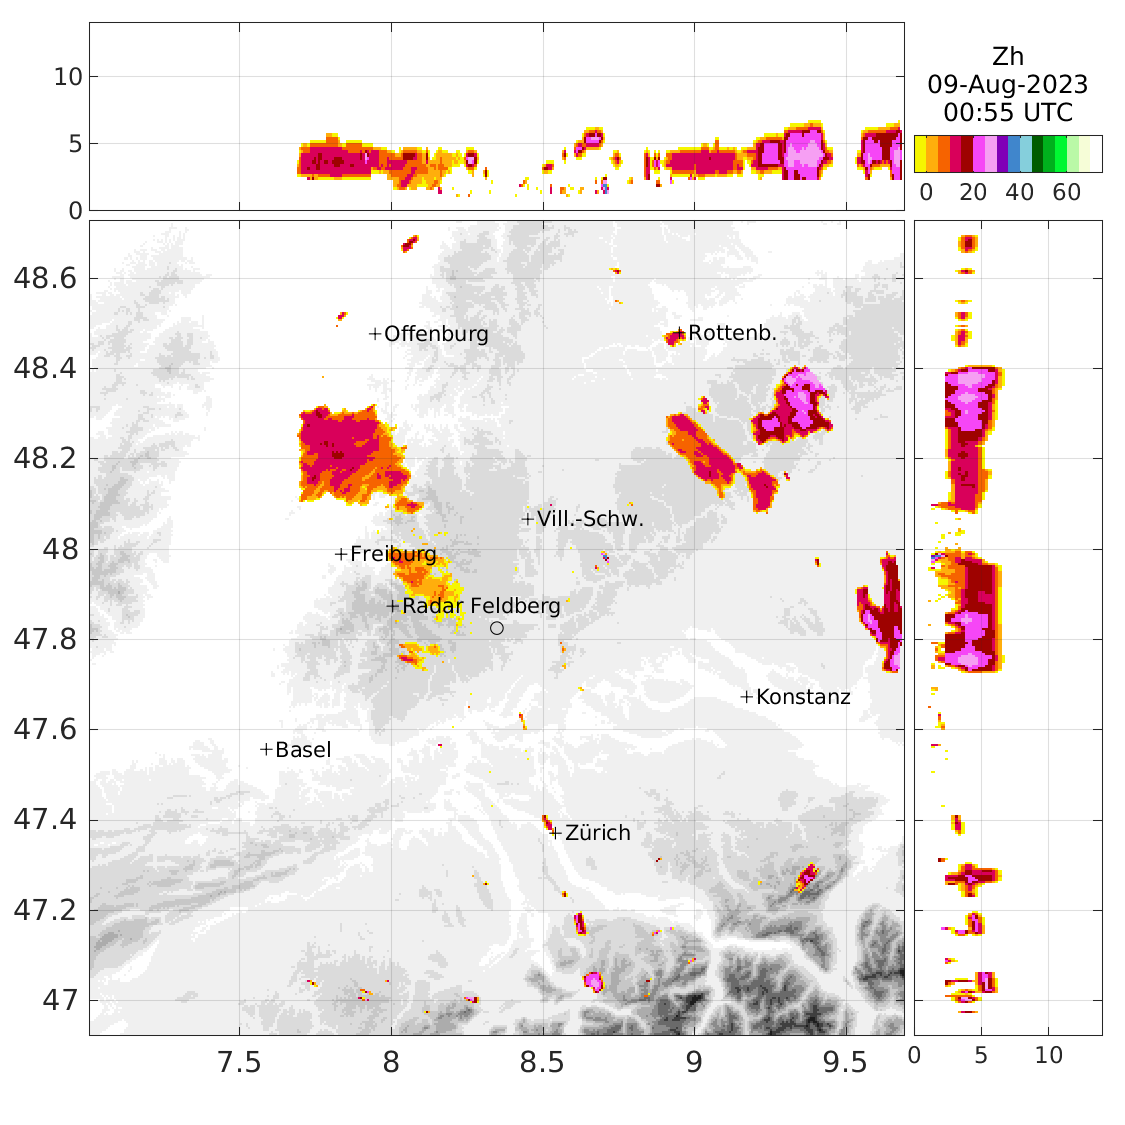 Zh
09-Aug-2023
00:55 UTC
10
5
0
0 20 40 60
48.6
48.4
48.2
48
47.8
47.6
47.4
47.2
47
Offenburg
Rottenb.
Vill.-Schw.
Freiburg
Radar Feldberg
Konstanz
Basel
Zürich
7.5 8 8.5 9 9.5
0 5 10